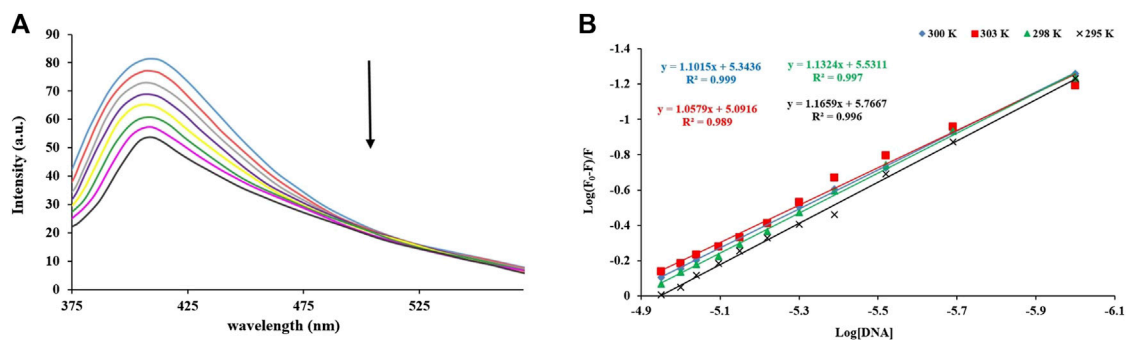 A
Intensity (a.u.)
90
80
70
60
50
40
30
20
10
0
375 425 475 525
wavelength (nm)
B
300 K 303 K 298 K 295 K
Log(F₀-F)/F
-1.4
-1.2
-1
-0.8
-0.6
-0.4
-0.2
0
y = 1.1015x + 5.3436
R² = 0.999
y = 1.1324x + 5.5311
R² = 0.997
y = 1.0579x + 5.0916
R² = 0.989
y = 1.1659x + 5.7667
R² = 0.996
-4.9 -5.1 -5.3 -5.5 -5.7 -5.9 -6.1
Log[DNA]